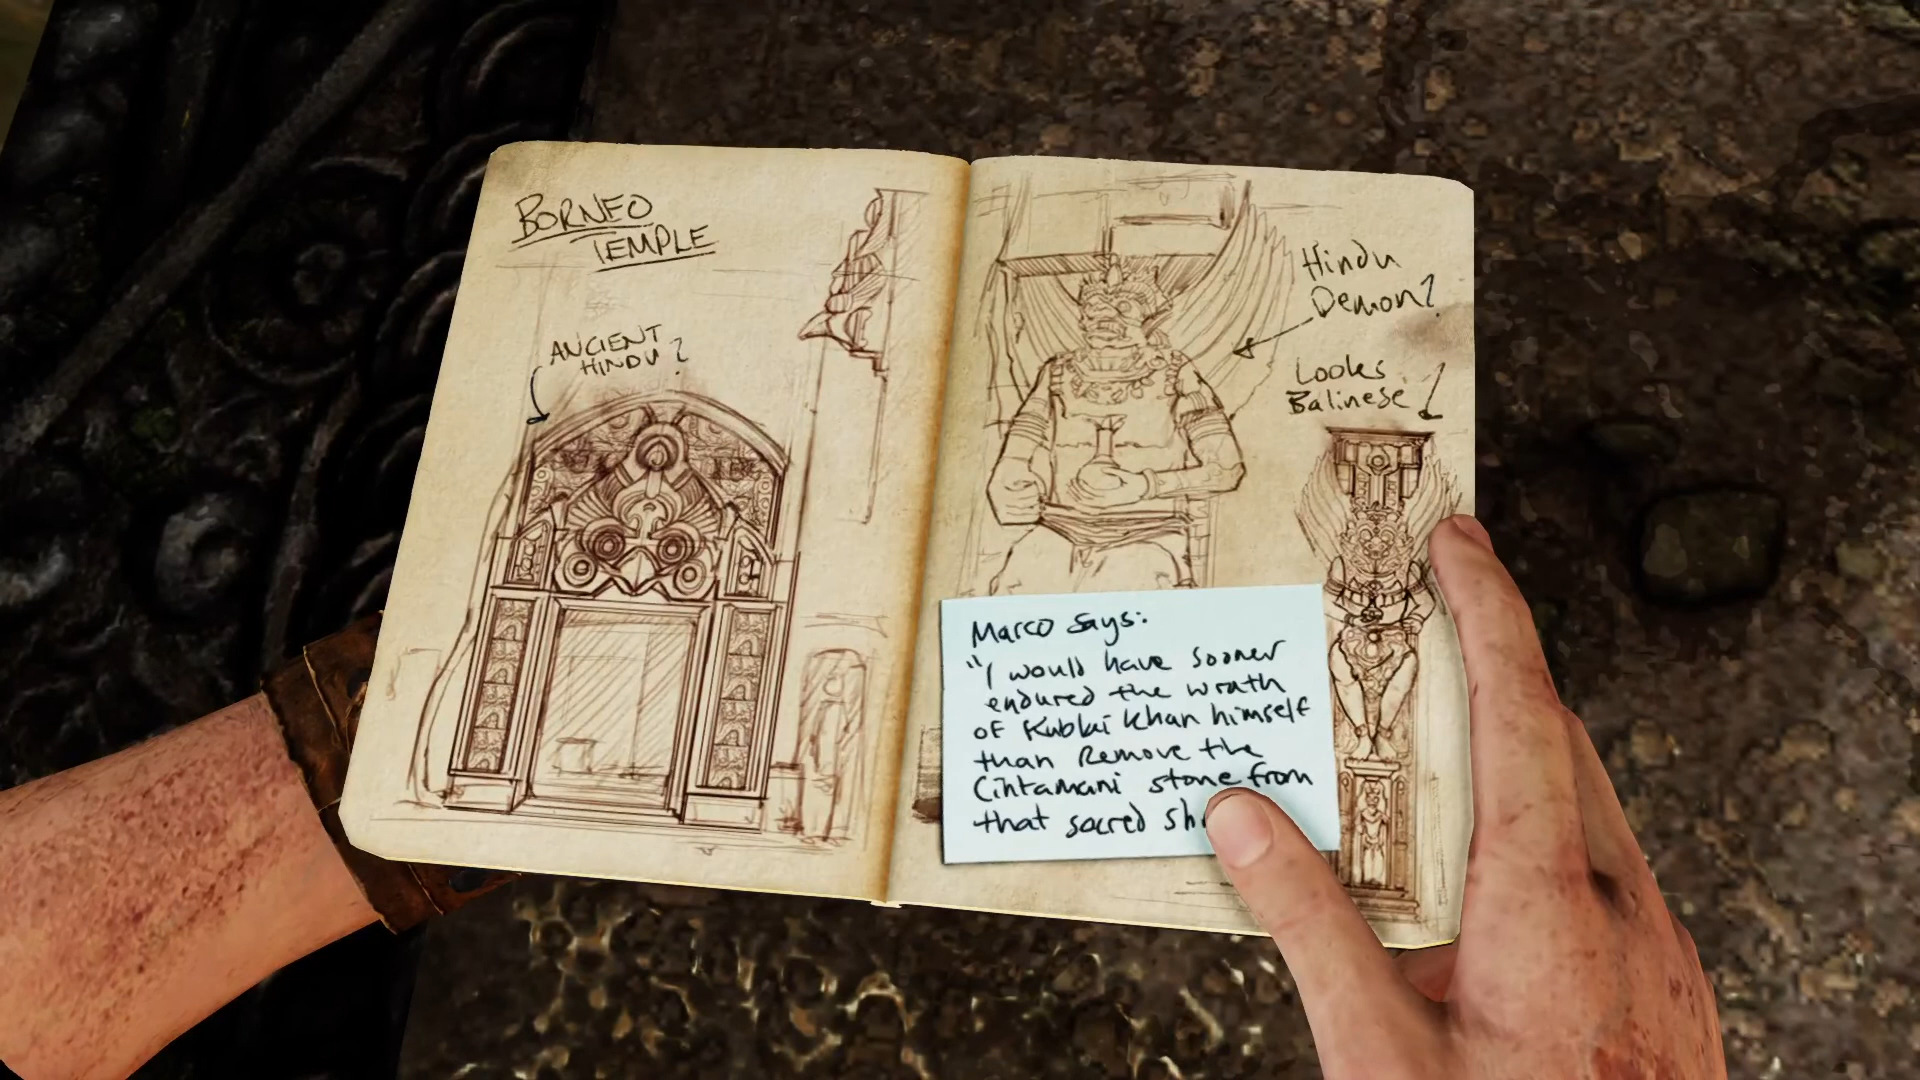 BORNEO
TEMPLE
ANCIENT
HINDU?
Hindu
Demon?
Looks
Balinese
Marco says:
"I would have sooner
endured the wrath
of Kublai Khan himself
than Remove the
Cintamani stone from
that sacred